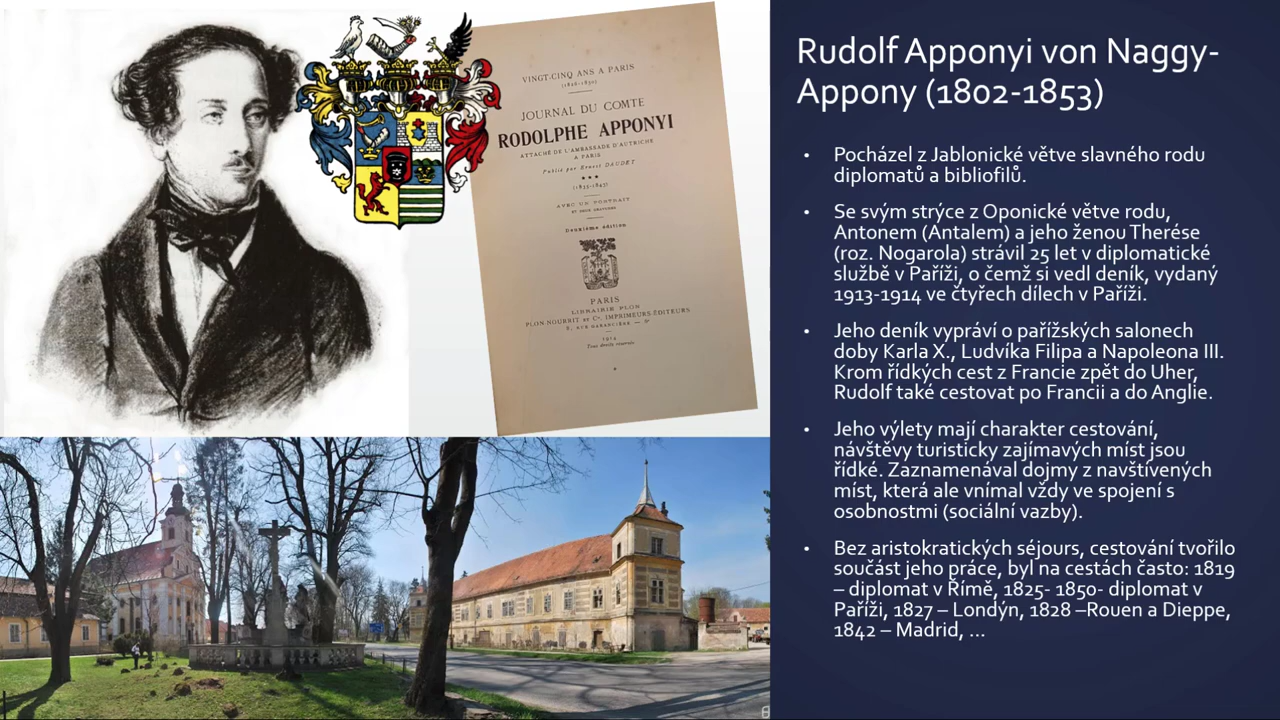 VINGT-CINQ ANS A PARIS
JOURNAL DU COMTE
RODOLPHE APPONYI
ATTACHÉ DE L'AMBASSADE D'AUTRICHE
A PARIS
Publié par Ernest DAUDET
***
(1835-1843)
AVEC UN PORTRAIT
Deuxième édition
PARIS
LIBRAIRIE PLON
PLON-NOURRIT ET Cie, IMPRIMEURS-ÉDITEURS
8, RUE GARANCIÈRE — 6e
1914
Tous droits réservés
Rudolf Apponyi von Naggy-
Appony (1802-1853)
• Pocházel z Jablonické větve slavného rodu
diplomatů a bibliofilů.
• Se svým strýce z Oponické větve rodu,
Antonem (Antalem) a jeho ženou Therése
(roz. Nogarola) strávil 25 let v diplomatické
službě v Paříži, o čemž si vedl deník, vydaný
1913-1914 ve čtyřech dílech v Paříži.
• Jeho deník vypráví o pařížských salonech
doby Karla X., Ludvíka Filipa a Napoleona III.
Krom řídkých cest z Francie zpět do Uher,
Rudolf také cestovat po Francii a do Anglie.
• Jeho výlety mají charakter cestování,
návštěvy turisticky zajímavých míst jsou
řídké. Zaznamenával dojmy z navštívených
míst, která ale vnímal vždy ve spojení s
osobnostmi (sociální vazby).
• Bez aristokratických séjours, cestování tvořilo
součást jeho práce, byl na cestách často: 1819
– diplomat v Římě, 1825- 1850- diplomat v
Paříži, 1827 – Londýn, 1828 –Rouen a Dieppe,
1842 – Madrid, ...